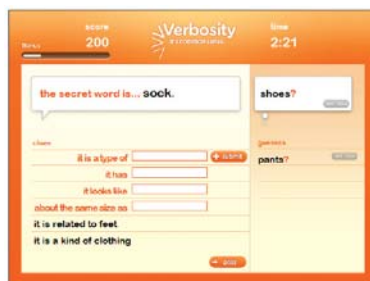 score
200
Bonus
Verbosity
time
2:21
the secret word is... sock.
clues
it is a type of
submit
it has
it looks like
about the same size as
it is related to feet
it is a kind of clothing
shoes?
guesses
pants?